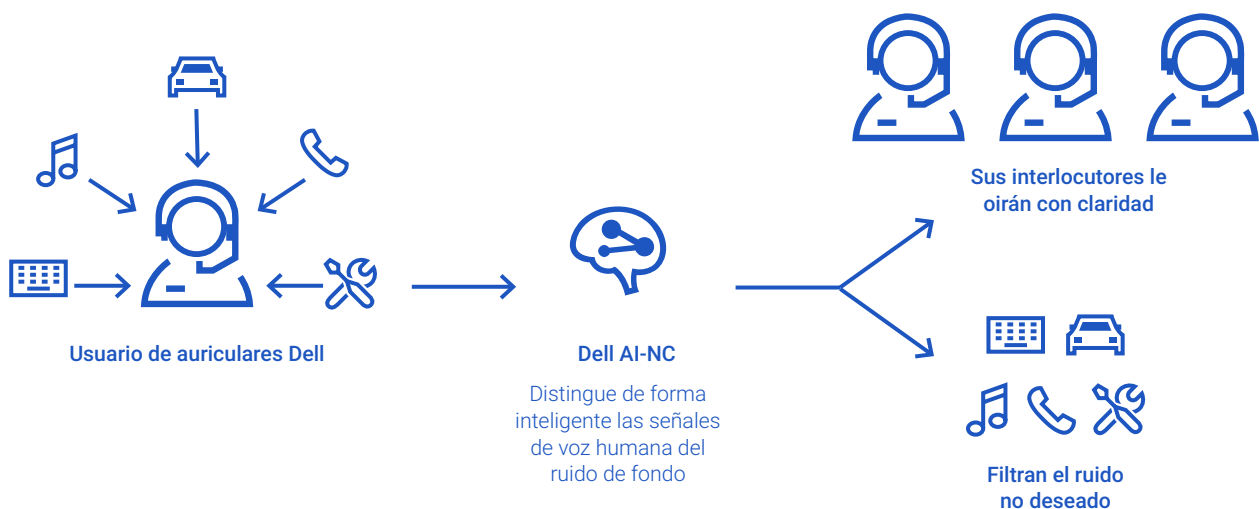 Usuario de auriculares Dell
Dell AI-NC
Distingue de forma
inteligente las señales
de voz humana del
ruido de fondo
Sus interlocutores le
oirán con claridad
Filtran el ruido
no deseado